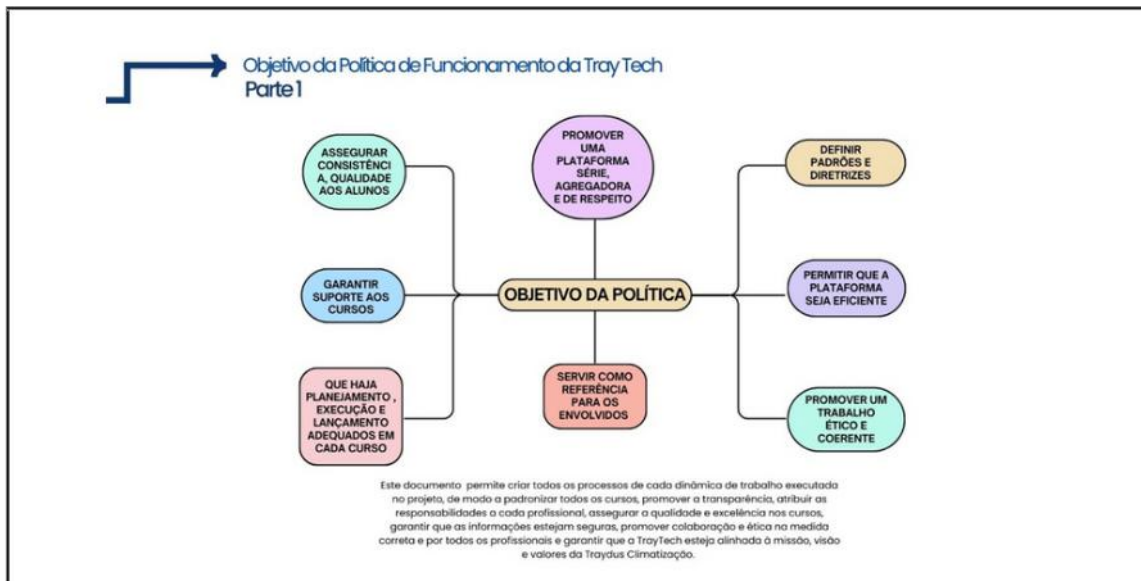 Objetivo da Política de Funcionamento da Tray Tech
Parte 1
ASSEGURAR
CONSISTÊNCI
A, QUALIDADE
AOS ALUNOS
PROMOVER
UMA
PLATAFORMA
SÉRIE,
AGREGADORA
E DE RESPEITO
DEFINIR
PADRÕES E
DIRETRIZES
GARANTIR
SUPORTE AOS
CURSOS
OBJETIVO DA POLÍTICA
PERMITIR QUE A
PLATAFORMA
SEJA EFICIENTE
QUE HAJA
PLANEJAMENTO ,
EXECUÇÃO E
LANÇAMENTO
ADEQUADOS EM
CADA CURSO
SERVIR COMO
REFERÊNCIA
PARA OS
ENVOLVIDOS
PROMOVER UM
TRABALHO
ÉTICO E
COERENTE
Este documento permite criar todos os processos de cada dinâmica de trabalho executada
no projeto, de modo a padronizar todos os cursos, promover a transparência, atribuir as
responsabilidades a cada profissional, assegurar a qualidade e excelência nos cursos,
garantir que as informações estejam seguras, promover colaboração e ética na medida
correta e por todos os profissionais e garantir que a TrayTech esteja alinhada à missão, visão
e valores da Traydus Climatização.